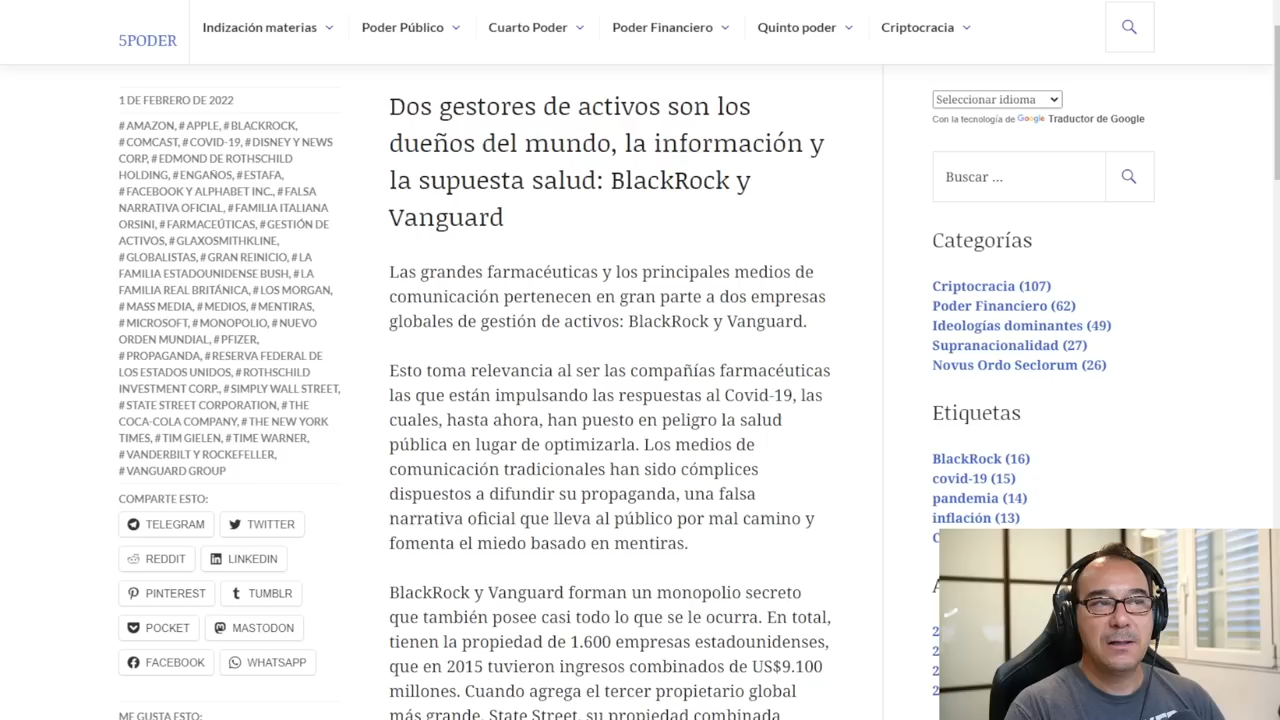 5PODER
Indización materias
Poder Público
Cuarto Poder
Poder Financiero
Quinto poder
Criptocracia
1 DE FEBRERO DE 2022
# AMAZON, # APPLE, # BLACKROCK,
# COMCAST, # COVID-19, # DISNEY Y NEWS
CORP, # EDMOND DE ROTHSCHILD
HOLDING, # ENGAÑOS, # ESTAFA,
# FACEBOOK Y ALPHABET INC., # FALSA
NARRATIVA OFICIAL, # FAMILIA ITALIANA
ORSINI, # FARMACEÚTICAS, # GESTIÓN DE
ACTIVOS, # GLAXOSMITHKLINE,
# GLOBALISTAS, # GRAN REINICIO, # LA
FAMILIA ESTADOUNIDENSE BUSH, # LA
FAMILIA REAL BRITÁNICA, # LOS MORGAN,
# MASS MEDIA, # MEDIOS, # MENTIRAS,
# MICROSOFT, # MONOPOLIO, # NUEVO
ORDEN MUNDIAL, # PFIZER,
# PROPAGANDA, # RESERVA FEDERAL DE
LOS ESTADOS UNIDOS, # ROTHSCHILD
INVESTMENT CORP., # SIMPLY WALL STREET,
# STATE STREET CORPORATION, # THE
COCA-COLA COMPANY, # THE NEW YORK
TIMES, # TIM GIELEN, # TIME WARNER,
# VANDERBILT Y ROCKEFELLER,
# VANGUARD GROUP
COMPARTE ESTO:
TELEGRAM
TWITTER
REDDIT
LINKEDIN
PINTEREST
TUMBLR
POCKET
MASTODON
FACEBOOK
WHATSAPP
ME GUSTA ESTO:
Dos gestores de activos son los
dueños del mundo, la información y
la supuesta salud: BlackRock y
Vanguard
Las grandes farmacéuticas y los principales medios de
comunicación pertenecen en gran parte a dos empresas
globales de gestión de activos: BlackRock y Vanguard.
Esto toma relevancia al ser las compañías farmacéuticas
las que están impulsando las respuestas al Covid-19, las
cuales, hasta ahora, han puesto en peligro la salud
pública en lugar de optimizarla. Los medios de
comunicación tradicionales han sido cómplices
dispuestos a difundir su propaganda, una falsa
narrativa oficial que lleva al público por mal camino y
fomenta el miedo basado en mentiras.
BlackRock y Vanguard forman un monopolio secreto
que también posee casi todo lo que se le ocurra. En total,
tienen la propiedad de 1.600 empresas estadounidenses,
que en 2015 tuvieron ingresos combinados de US$9.100
millones. Cuando agrega el tercer propietario global
más grande, State Street, su propiedad combinada
Seleccionar idioma
Con la tecnología de Google Traductor de Google
Buscar ...
Categorías
Criptocracia (107)
Poder Financiero (62)
Ideologías dominantes (49)
Supranacionalidad (27)
Novus Ordo Seclorum (26)
Etiquetas
BlackRock (16)
covid-19 (15)
pandemia (14)
inflación (13)